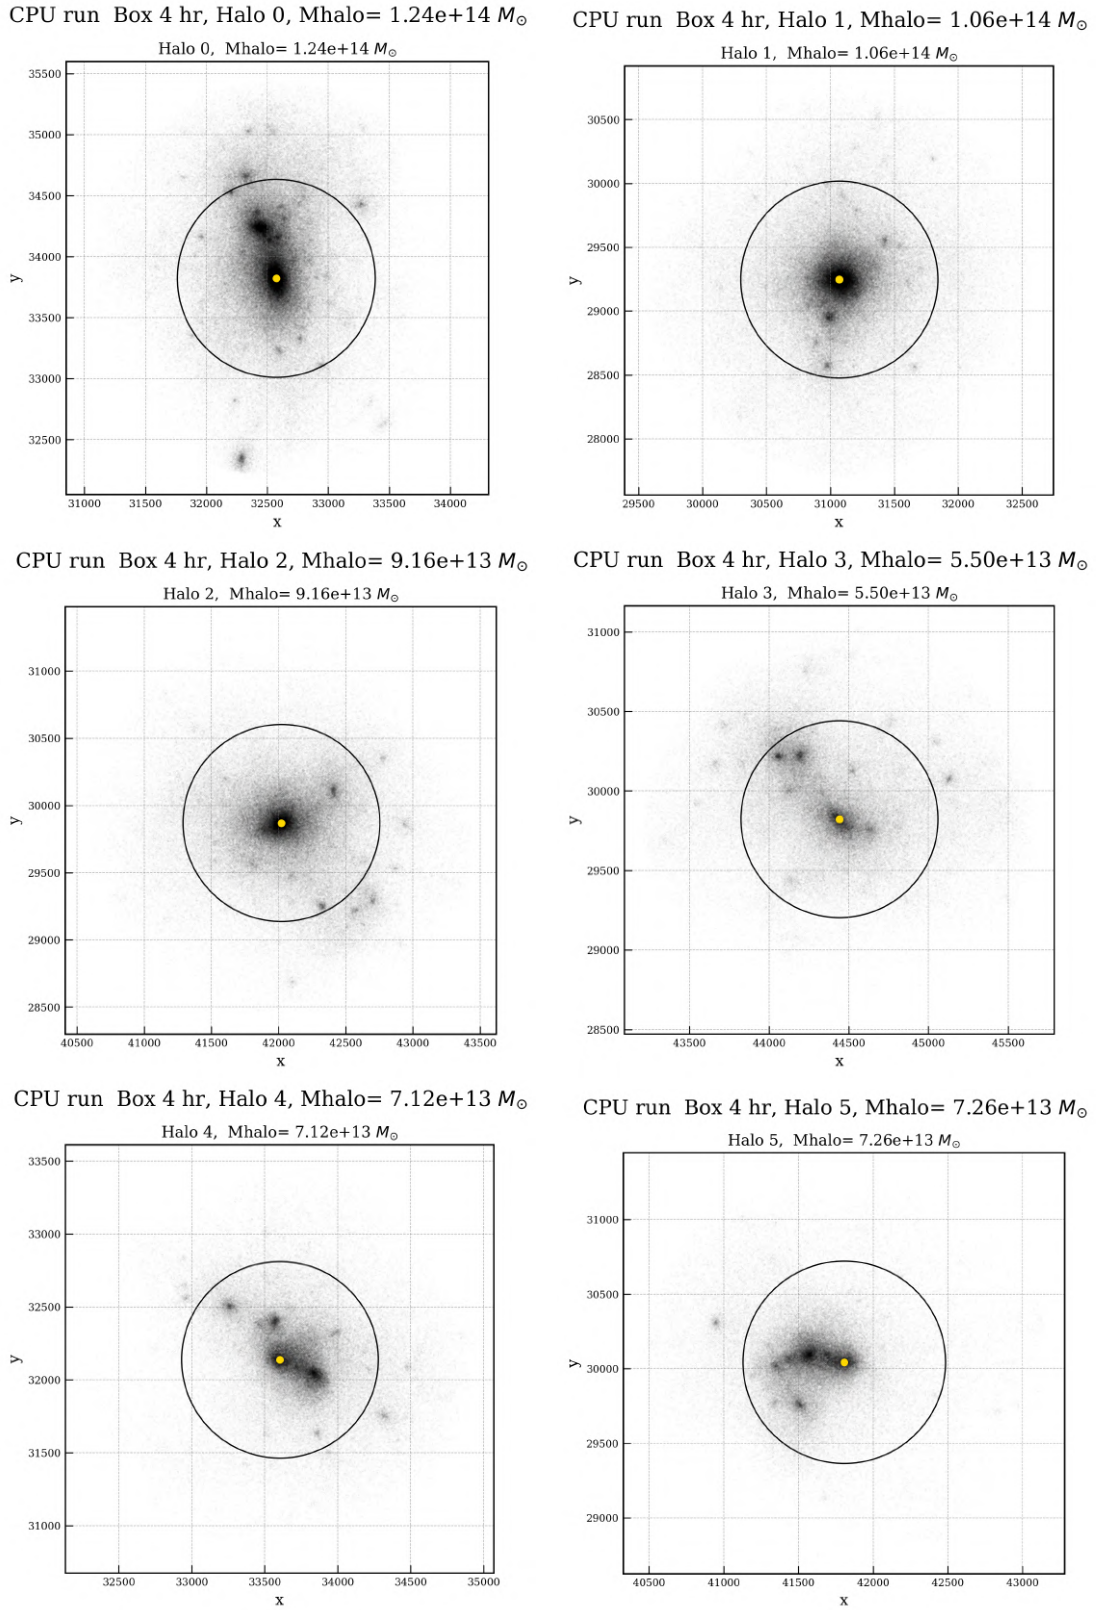 CPU run  Box 4 hr, Halo 0, Mhalo= 1.24e+14 M⊙
Halo 0,  Mhalo= 1.24e+14 M⊙
35500
35000
34500
34000
33500
33000
32500
y
31000 31500 32000 32500 33000 33500 34000
x
CPU run  Box 4 hr, Halo 1, Mhalo= 1.06e+14 M⊙
Halo 1,  Mhalo= 1.06e+14 M⊙
30500
30000
29500
29000
28500
28000
y
29500 30000 30500 31000 31500 32000 32500
x
CPU run  Box 4 hr, Halo 2, Mhalo= 9.16e+13 M⊙
Halo 2,  Mhalo= 9.16e+13 M⊙
31000
30500
30000
29500
29000
28500
y
40500 41000 41500 42000 42500 43000 43500
x
CPU run  Box 4 hr, Halo 3, Mhalo= 5.50e+13 M⊙
Halo 3,  Mhalo= 5.50e+13 M⊙
31000
30500
30000
29500
29000
28500
y
43500 44000 44500 45000 45500
x
CPU run  Box 4 hr, Halo 4, Mhalo= 7.12e+13 M⊙
Halo 4,  Mhalo= 7.12e+13 M⊙
33500
33000
32500
32000
31500
31000
y
32500 33000 33500 34000 34500 35000
x
CPU run  Box 4 hr, Halo 5, Mhalo= 7.26e+13 M⊙
Halo 5,  Mhalo= 7.26e+13 M⊙
31000
30500
30000
29500
29000
y
40500 41000 41500 42000 42500 43000
x